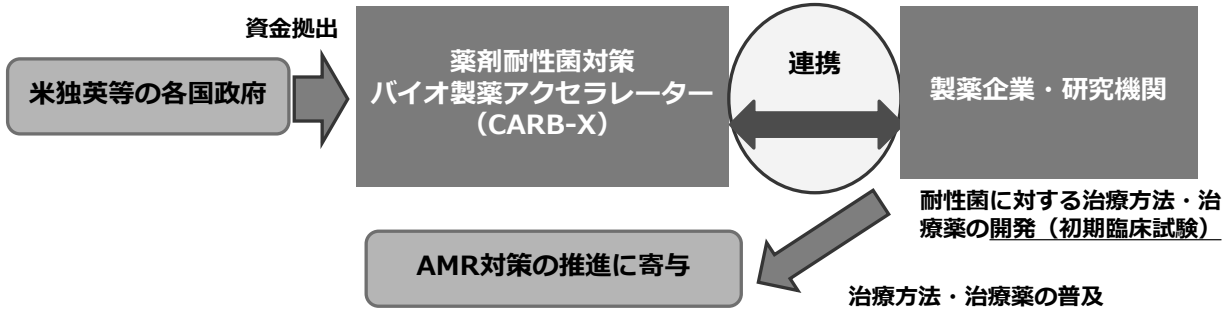 資金拠出
米独英等の各国政府
薬剤耐性菌対策
バイオ製薬アクセラレーター
（CARB-X）
連携
製薬企業・研究機関
耐性菌に対する治療方法・治
療薬の開発（初期臨床試験）
AMR対策の推進に寄与
治療方法・治療薬の普及